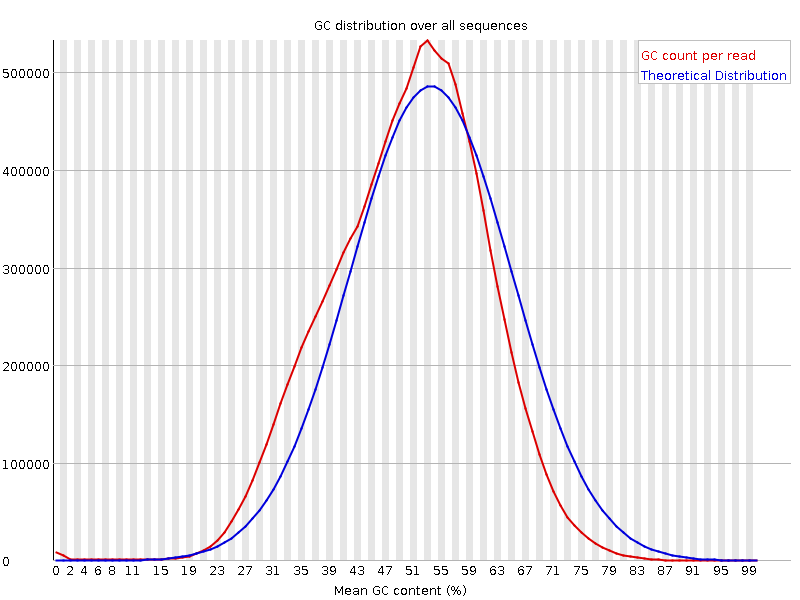 GC distribution over all sequences
GC count per read
Theoretical Distribution
500000
400000
300000
200000
100000
0
0 2 4 6 8 11 15 19 23 27 31 35 39 43 47 51 55 59 63 67 71 75 79 83 87 91 95 99
Mean GC content (%)